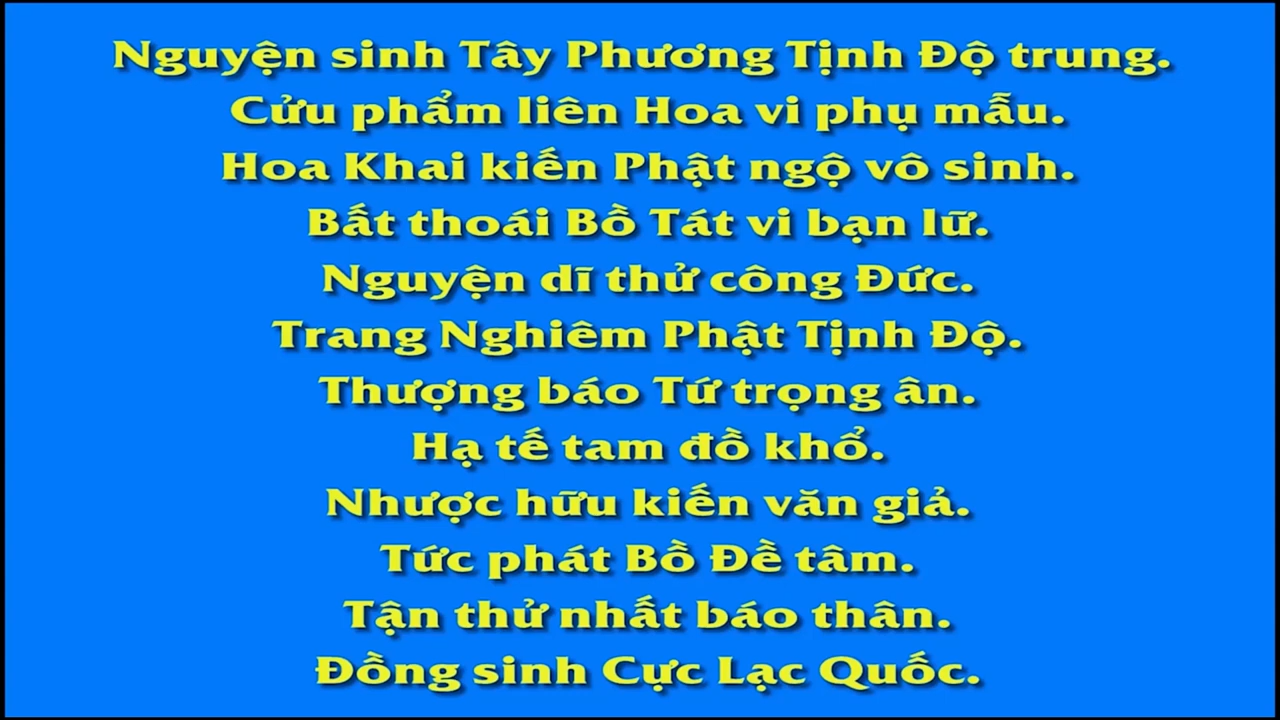 Nguyện sinh Tây Phương Tịnh Độ trung.
Cửu phẩm liên Hoa vi phụ mẫu.
Hoa Khai kiến Phật ngộ vô sinh.
Bất thoái Bồ Tát vi bạn lữ.
Nguyện dĩ thử công Đức.
Trang Nghiêm Phật Tịnh Độ.
Thượng báo Tứ trọng ân.
Hạ tế tam đồ khổ.
Nhược hữu kiến văn giả.
Tức phát Bồ Đề tâm.
Tận thử nhất báo thân.
Đồng sinh Cực Lạc Quốc.